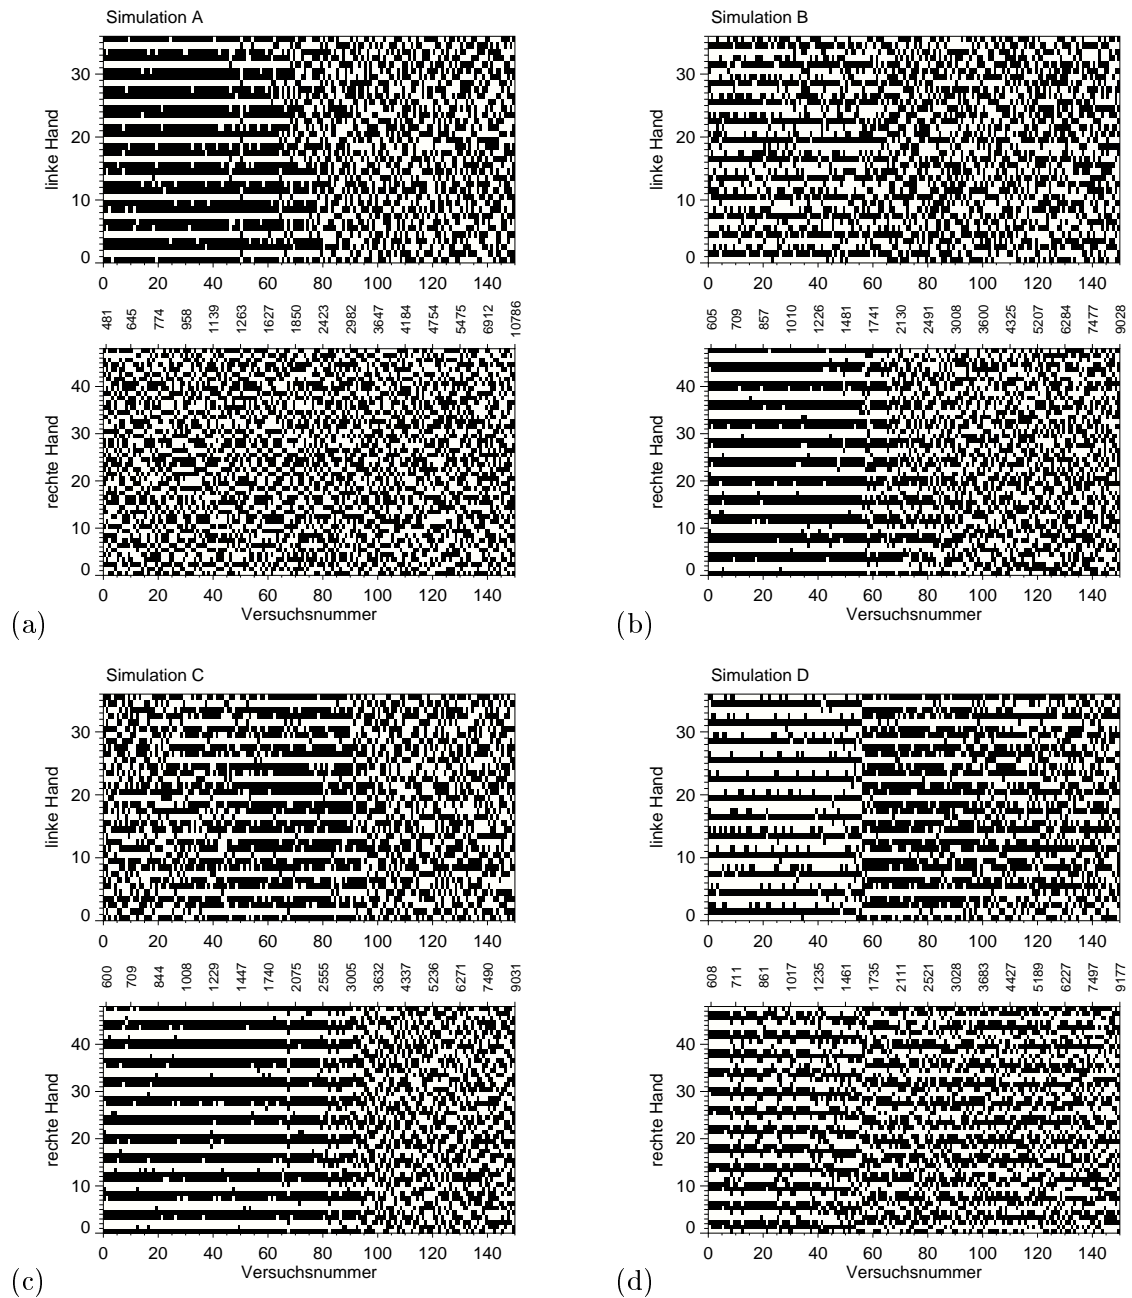 Simulation A
linke Hand
30
20
10
0
0 20 40 60 80 100 120 140
481 645 774 958 1139 1263 1627 1850 2423 2982 3647 4184 4754 5475 6912 10786
rechte Hand
40
30
20
10
0
0 20 40 60 80 100 120 140
Versuchsnummer
(a)
Simulation B
linke Hand
30
20
10
0
0 20 40 60 80 100 120 140
605 709 857 1010 1226 1481 1741 2130 2491 3008 3600 4325 5207 6284 7477 9028
rechte Hand
40
30
20
10
0
0 20 40 60 80 100 120 140
Versuchsnummer
(b)
Simulation C
linke Hand
30
20
10
0
0 20 40 60 80 100 120 140
600 709 844 1008 1229 1447 1740 2075 2555 3005 3632 4337 5236 6271 7490 9031
rechte Hand
40
30
20
10
0
0 20 40 60 80 100 120 140
Versuchsnummer
(c)
Simulation D
linke Hand
30
20
10
0
0 20 40 60 80 100 120 140
608 711 861 1017 1235 1461 1735 2111 2521 3028 3683 4427 5189 6227 7497 9177
rechte Hand
40
30
20
10
0
0 20 40 60 80 100 120 140
Versuchsnummer
(d)